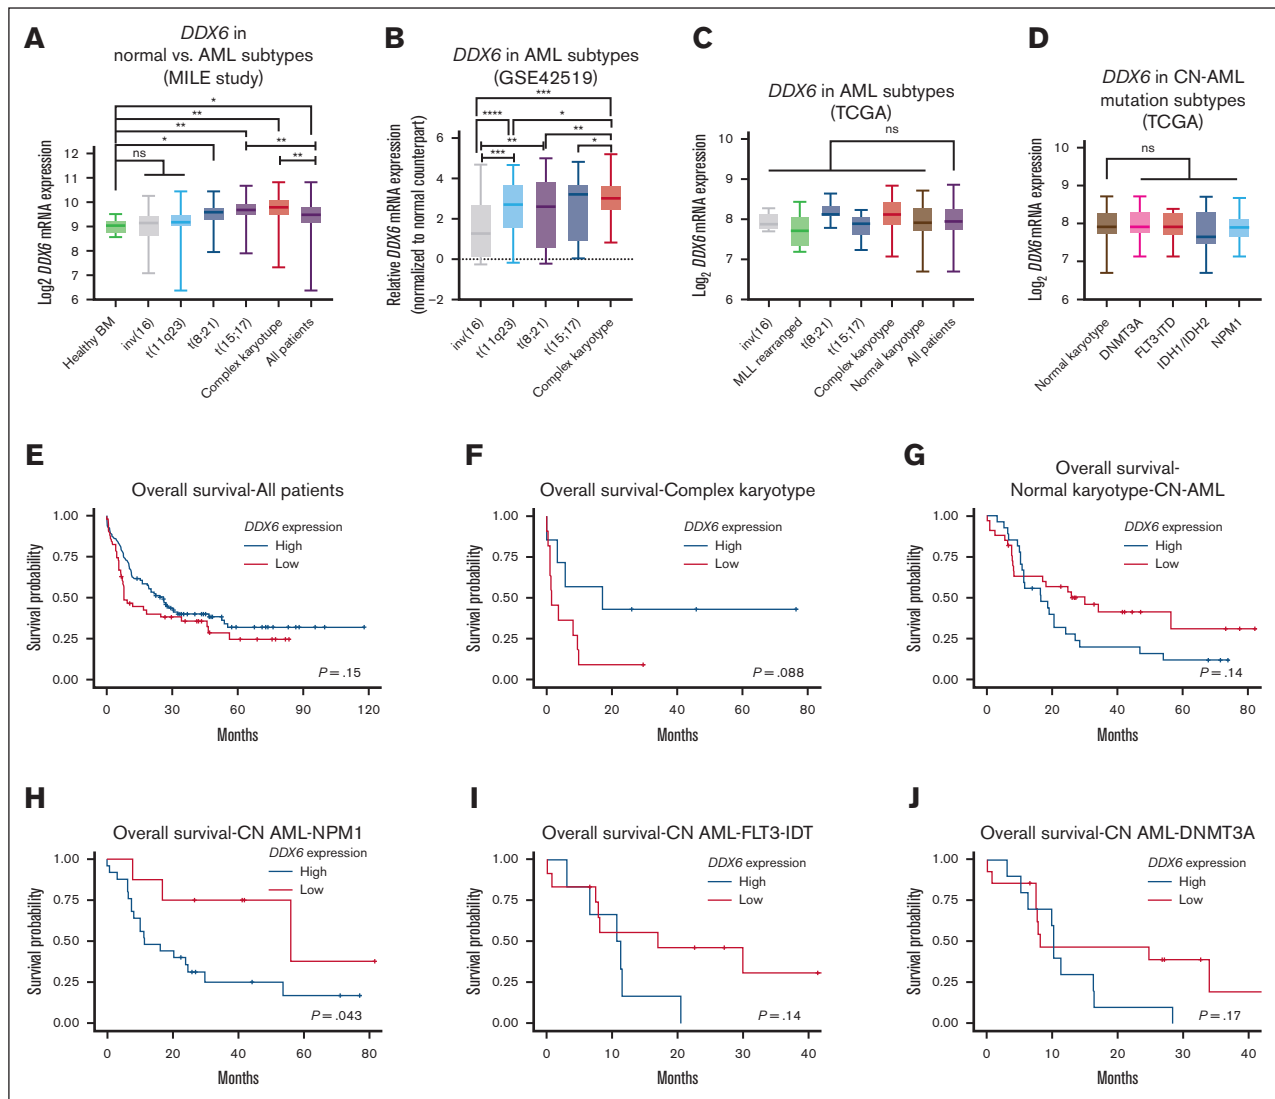 A
DDX6 in
normal vs. AML subtypes
(MILE study)
*
**
**
*
**
ns
**
Log2 DDX6 mRNA expression
12
11
10
9
8
7
6
Healthy BM
inv(16)
t(11q23)
t(8;21)
t(15;17)
Complex karyotupe
All patients
B
DDX6 in AML subtypes
(GSE42519)
***
****
*
**
**
*
***
Relative DDX6 mRNA expression
(normalized to normal counterpart)
6
4
2
0
−2
inv(16)
t(11q23)
t(8;21)
t(15;17)
Complex karyotype
C
DDX6 in AML subtypes
(TCGA)
ns
Log2 DDX6 mRNA expression
10
9
8
7
6
inv(16)
MLL rearranged
t(8;21)
t(15;17)
Complex karyotype
Normal karyotype
All patients
D
DDX6 in CN-AML
mutation subtypes
(TCGA)
ns
Log2 DDX6 mRNA expression
10
9
8
7
6
Normal karyotype
DNMT3A
FLT3-ITD
IDH1/IDH2
NPM1
E
Overall survival-All patients
DDX6 expression
High
Low
Survival probability
1.00
0.75
0.50
0.25
0.00
P = .15
0 30 60 90 120
Months
F
Overall survival-Complex karyotype
DDX6 expression
High
Low
Survival probability
1.00
0.75
0.50
0.25
0.00
P = .088
0 20 40 60 80
Months
G
Overall survival-
Normal karyotype-CN-AML
DDX6 expression
High
Low
Survival probability
1.00
0.75
0.50
0.25
0.00
P = .14
0 20 40 60 80
Months
H
Overall survival-CN AML-NPM1
DDX6 expression
High
Low
Survival probability
1.00
0.75
0.50
0.25
0.00
P = .043
0 20 40 60 80
Months
I
Overall survival-CN AML-FLT3-IDT
DDX6 expression
High
Low
Survival probability
1.00
0.75
0.50
0.25
0.00
P = .14
0 10 20 30 40
Months
J
Overall survival-CN AML-DNMT3A
DDX6 expression
High
Low
Survival probability
1.00
0.75
0.50
0.25
0.00
P = .17
0 10 20 30 40
Months